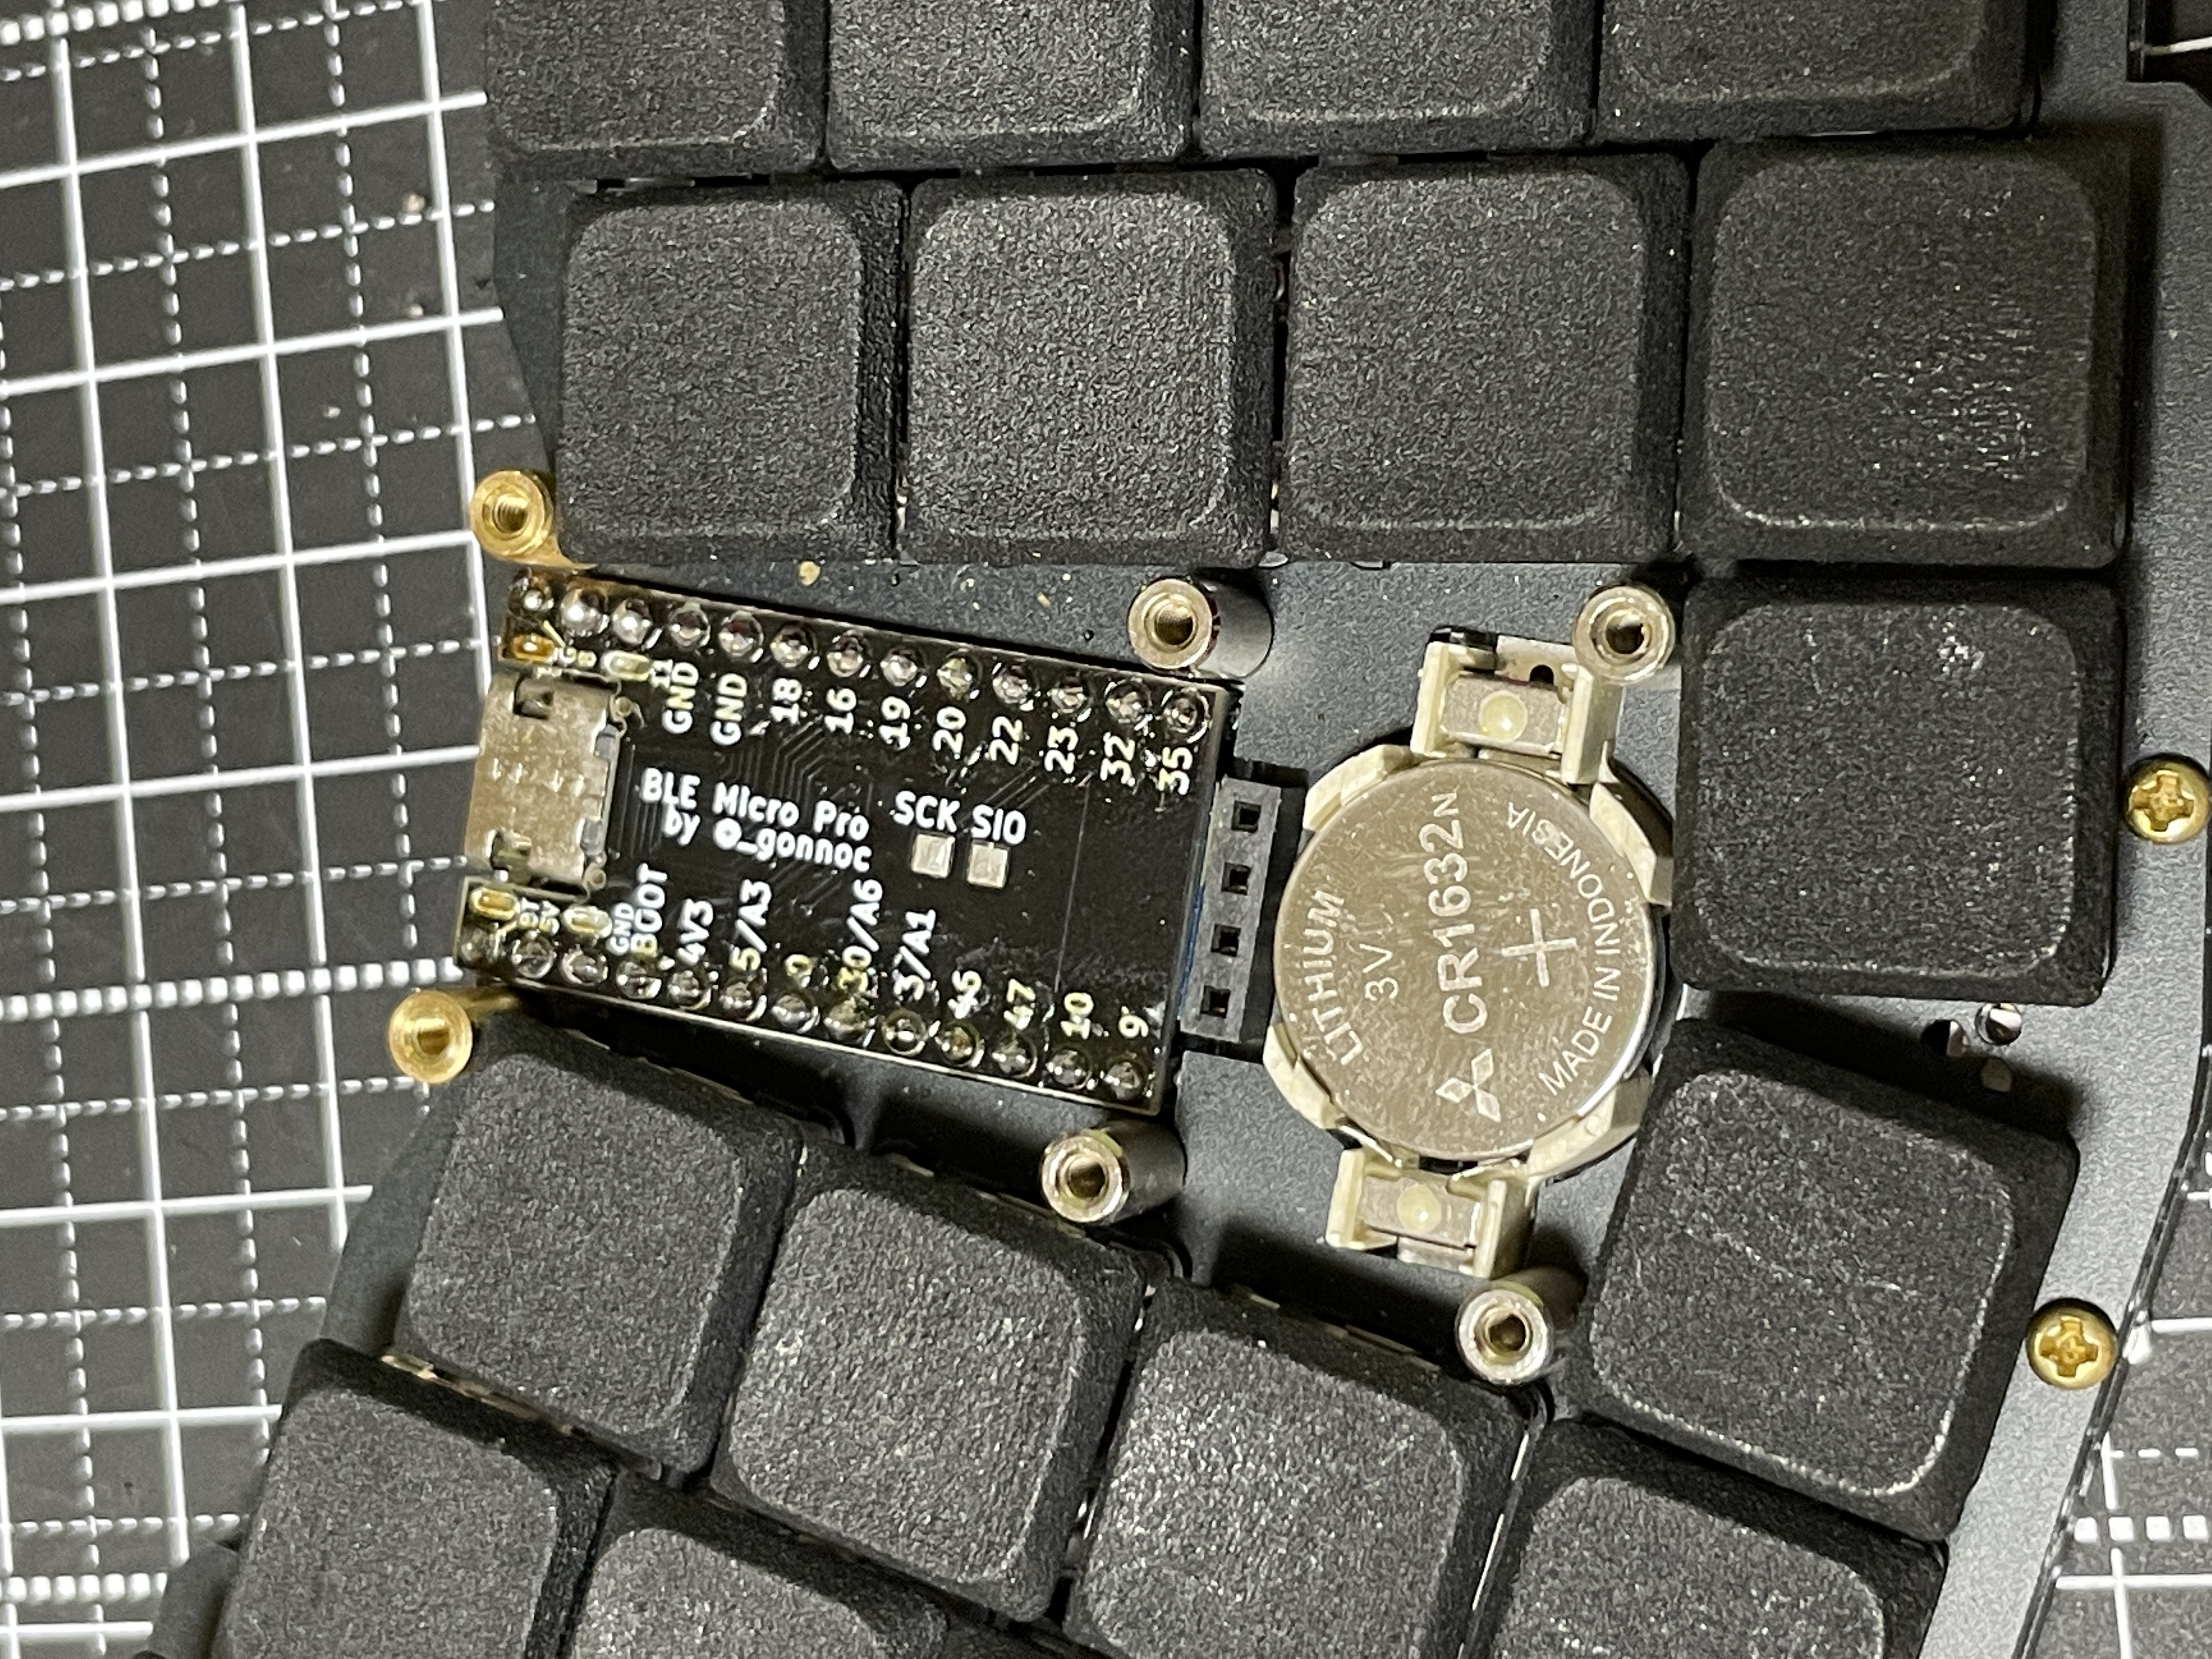 GND
BOOT
4V3
5/A3
0
30/A6
3/A1
46
47
10
9
BLE Micro Pro
by @_gonnoc
SCK SIO
11
GND
GND
18
16
19
20
22
23
32
35
LITHIUM
3V
CR1632N
+
MADE IN INDONESIA